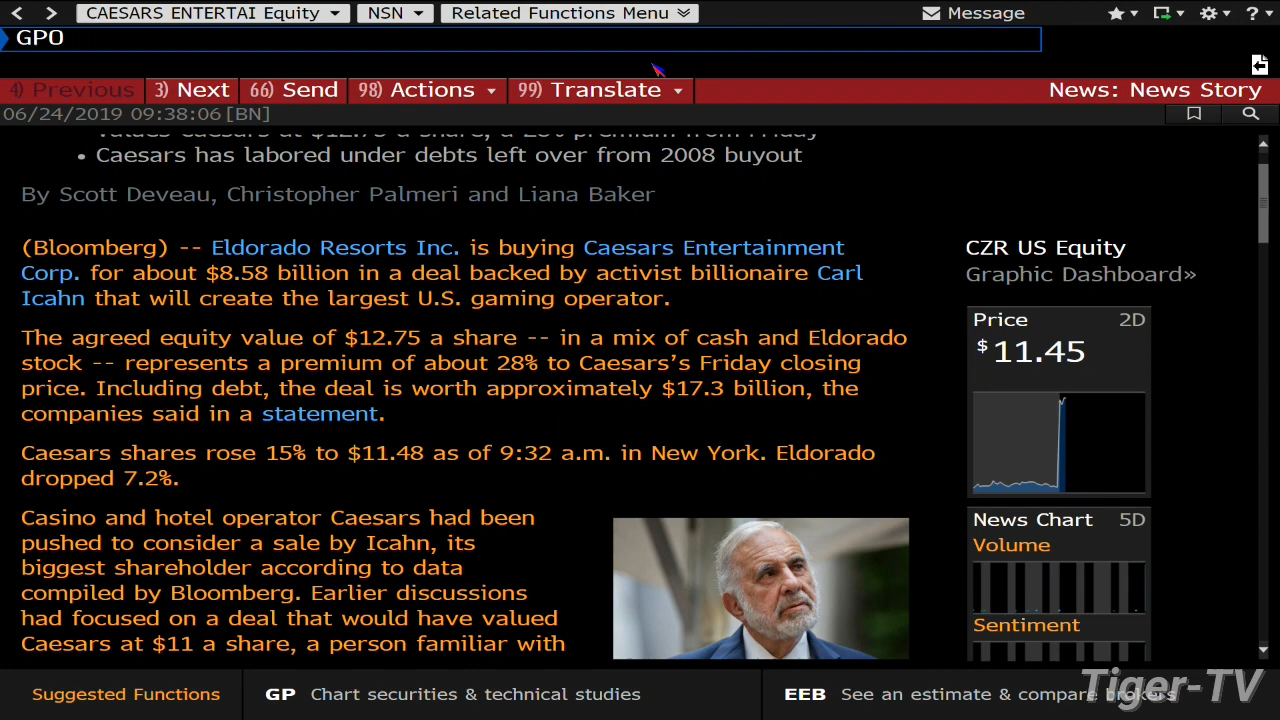 CAESARS ENTERTAI Equity NSN Related Functions Menu Message ?
GPO
4) Previous 3) Next 66) Send 98) Actions 99) Translate News: News Story
06/24/2019 09:38:06 [BN]
values Caesars at $12.75 a share, a 28% premium from Friday
• Caesars has labored under debts left over from 2008 buyout
By Scott Deveau, Christopher Palmeri and Liana Baker
(Bloomberg) -- Eldorado Resorts Inc. is buying Caesars Entertainment
Corp. for about $8.58 billion in a deal backed by activist billionaire Carl
Icahn that will create the largest U.S. gaming operator.
The agreed equity value of $12.75 a share -- in a mix of cash and Eldorado
stock -- represents a premium of about 28% to Caesars's Friday closing
price. Including debt, the deal is worth approximately $17.3 billion, the
companies said in a statement.
Caesars shares rose 15% to $11.48 as of 9:32 a.m. in New York. Eldorado
dropped 7.2%.
Casino and hotel operator Caesars had been
pushed to consider a sale by Icahn, its
biggest shareholder according to data
compiled by Bloomberg. Earlier discussions
had focused on a deal that would have valued
Caesars at $11 a share, a person familiar with
CZR US Equity
Graphic Dashboard»
Price 2D
$11.45
News Chart 5D
Volume
Sentiment
Suggested Functions GP Chart securities & technical studies EEB See an estimate & compare brokers
Tiger-TV